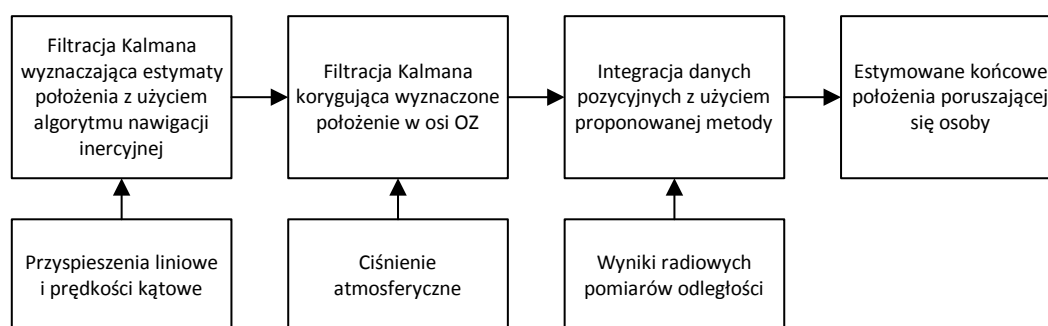 Filtracja Kalmana
wyznaczająca estymaty
położenia z użyciem
algorytmu nawigacji
inercyjnej
Filtracja Kalmana
korygująca wyznaczone
położenie w osi OZ
Integracja danych
pozycyjnych z użyciem
proponowanej metody
Estymowane końcowe
położenia poruszającej
się osoby
Przyspieszenia liniowe
i prędkości kątowe
Ciśnienie
atmosferyczne
Wyniki radiowych
pomiarów odległości